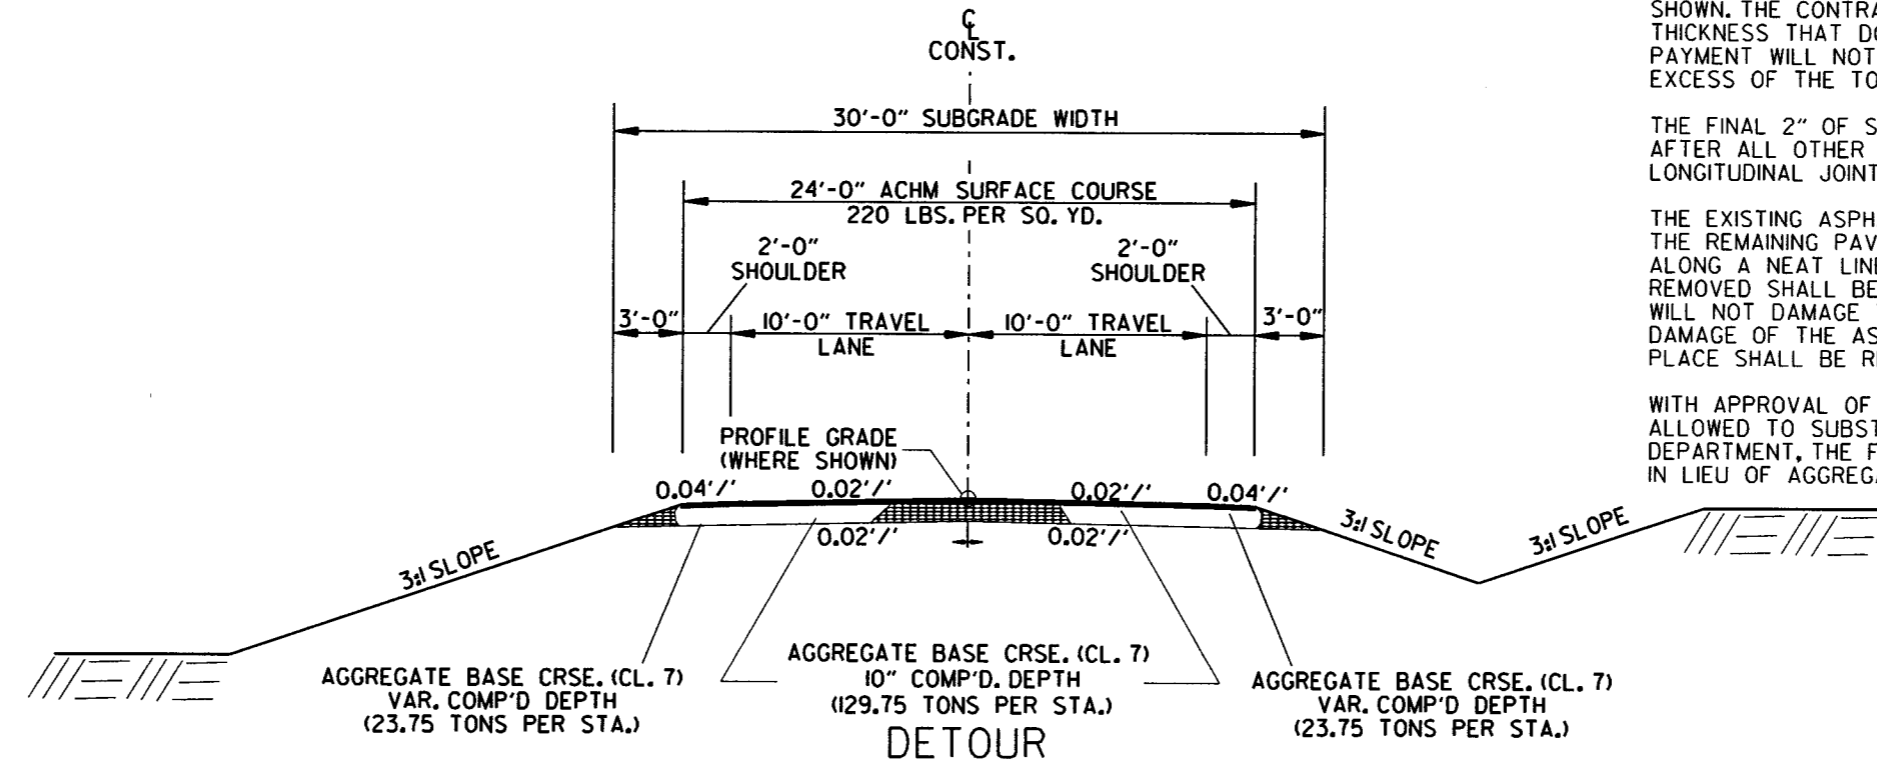 ℄
CONST.
30'-0" SUBGRADE WIDTH
24'-0" ACHM SURFACE COURSE
220 LBS. PER SQ. YD.
2'-0"
SHOULDER
2'-0"
SHOULDER
3'-0"
10'-0" TRAVEL
LANE
10'-0" TRAVEL
LANE
3'-0"
PROFILE GRADE
(WHERE SHOWN)
0.04'/'
0.02'/'
0.02'/'
0.04'/'
0.02'/'
0.02'/'
3:1 SLOPE
3:1 SLOPE
3:1 SLOPE
AGGREGATE BASE CRSE. (CL. 7)
VAR. COMP'D DEPTH
(23.75 TONS PER STA.)
AGGREGATE BASE CRSE. (CL. 7)
10" COMP'D. DEPTH
(129.75 TONS PER STA.)
AGGREGATE BASE CRSE. (CL. 7)
VAR. COMP'D DEPTH
(23.75 TONS PER STA.)
DETOUR
SHOWN. THE CONTRA
THICKNESS THAT DO
PAYMENT WILL NOT
EXCESS OF THE TO
THE FINAL 2" OF S
AFTER ALL OTHER
LONGITUDINAL JOINT
THE EXISTING ASPH
THE REMAINING PAV
ALONG A NEAT LINE
REMOVED SHALL BE
WILL NOT DAMAGE
DAMAGE OF THE AS
PLACE SHALL BE RE
WITH APPROVAL OF
ALLOWED TO SUBST
DEPARTMENT, THE F
IN LIEU OF AGGREGA